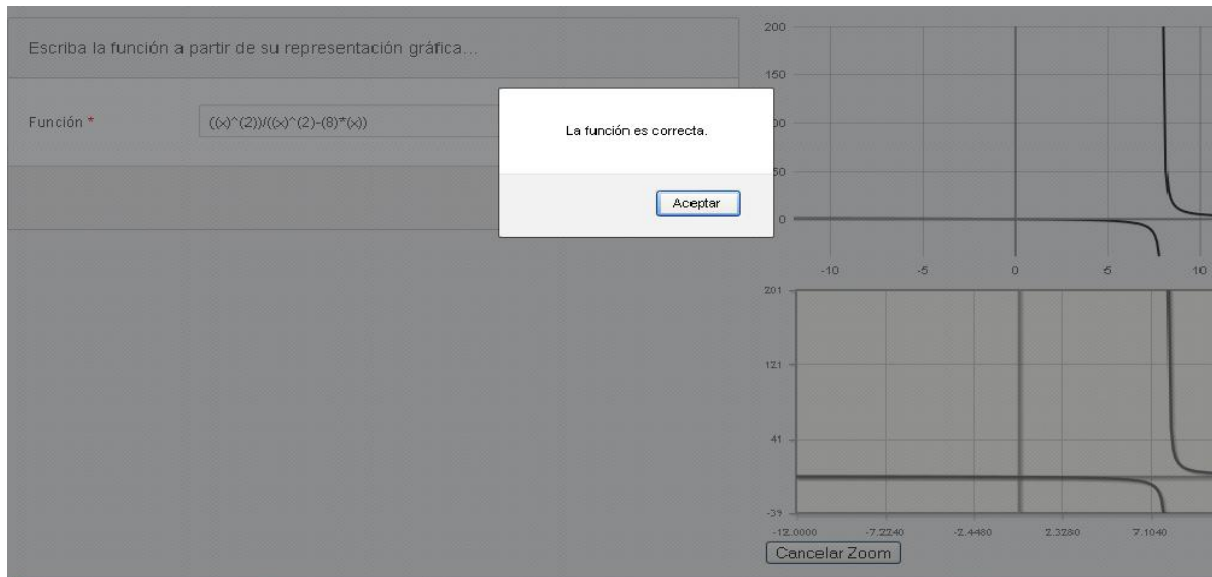 Escriba la función a partir de su representación gráfica...
Función *
((x)^(2))/((x)^(2)-(8)*(x))
La función es correcta.
Aceptar
200
150
00
50
0
-10 -5 0 5 10
201
121
41
-39
-12.0000 -7.2240 -2.4480 2.3280 7.1040
Cancelar Zoom